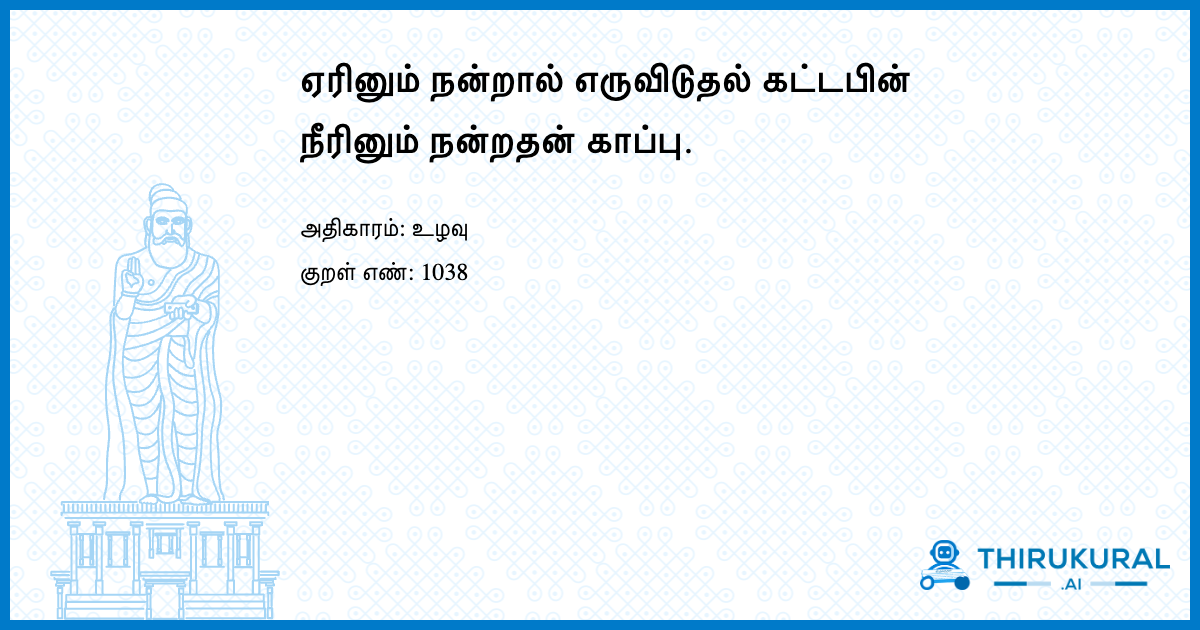 ஏரினும் நன்றால் எருவிடுதல் கட்டபின்
நீரினும் நன்றதன் காப்பு.
அதிகாரம்: உழவு
குறள் எண்: 1038
THIRUKURAL
.AI